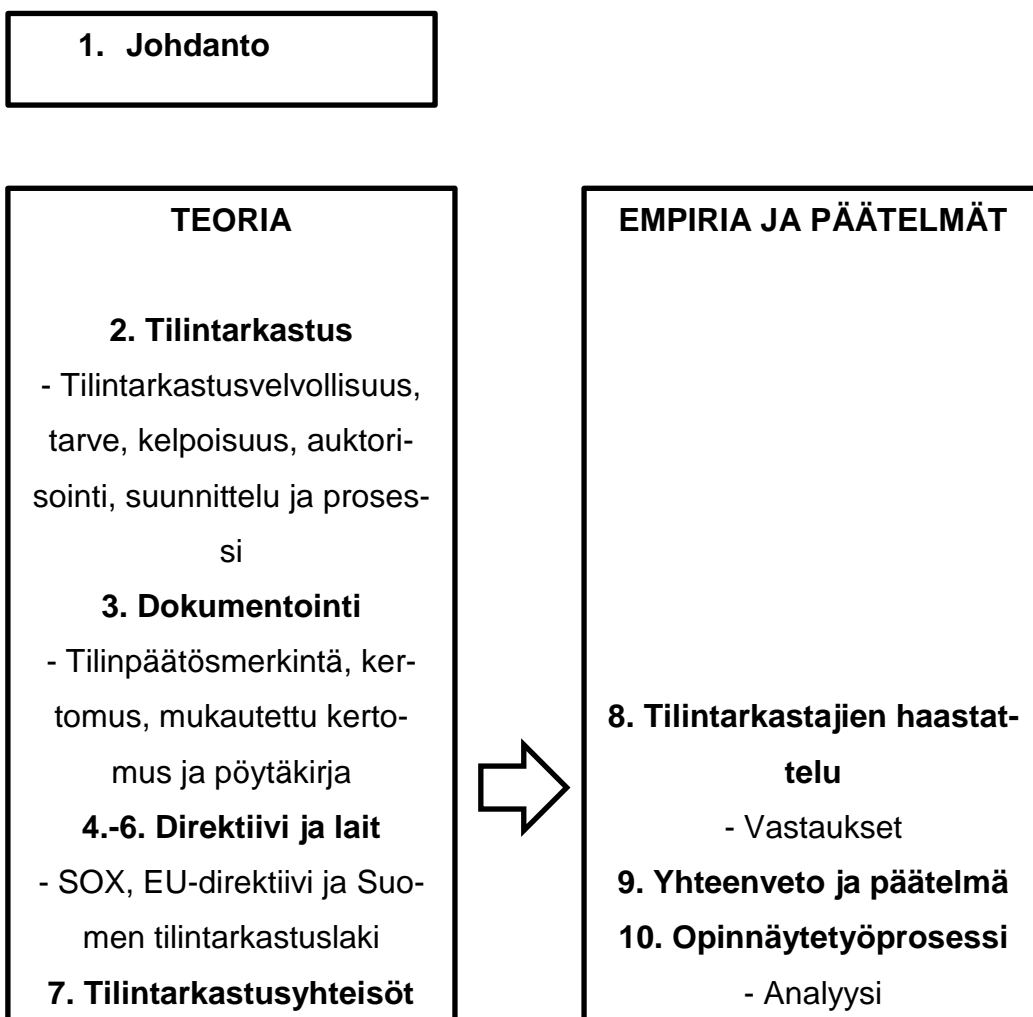 1. Johdanto
TEORIA
2. Tilintarkastus
- Tilintarkastusvelvollisuus,
tarve, kelpoisuus, auktori-
sointi, suunnittelu ja proses-
si
3. Dokumentointi
- Tilinpäätösmerkintä, ker-
tomus, mukautettu kerto-
mus ja pöytäkirja
4.-6. Direktiivi ja lait
- SOX, EU-direktiivi ja Suo-
men tilintarkastuslaki
7. Tilintarkastusyhteisöt
EMPIRIA JA PÄÄTELMÄT
8. Tilintarkastajien haastat-
telu
- Vastaukset
9. Yhteenveto ja päätelmä
10. Opinnäytetyöprosessi
- Analyysi